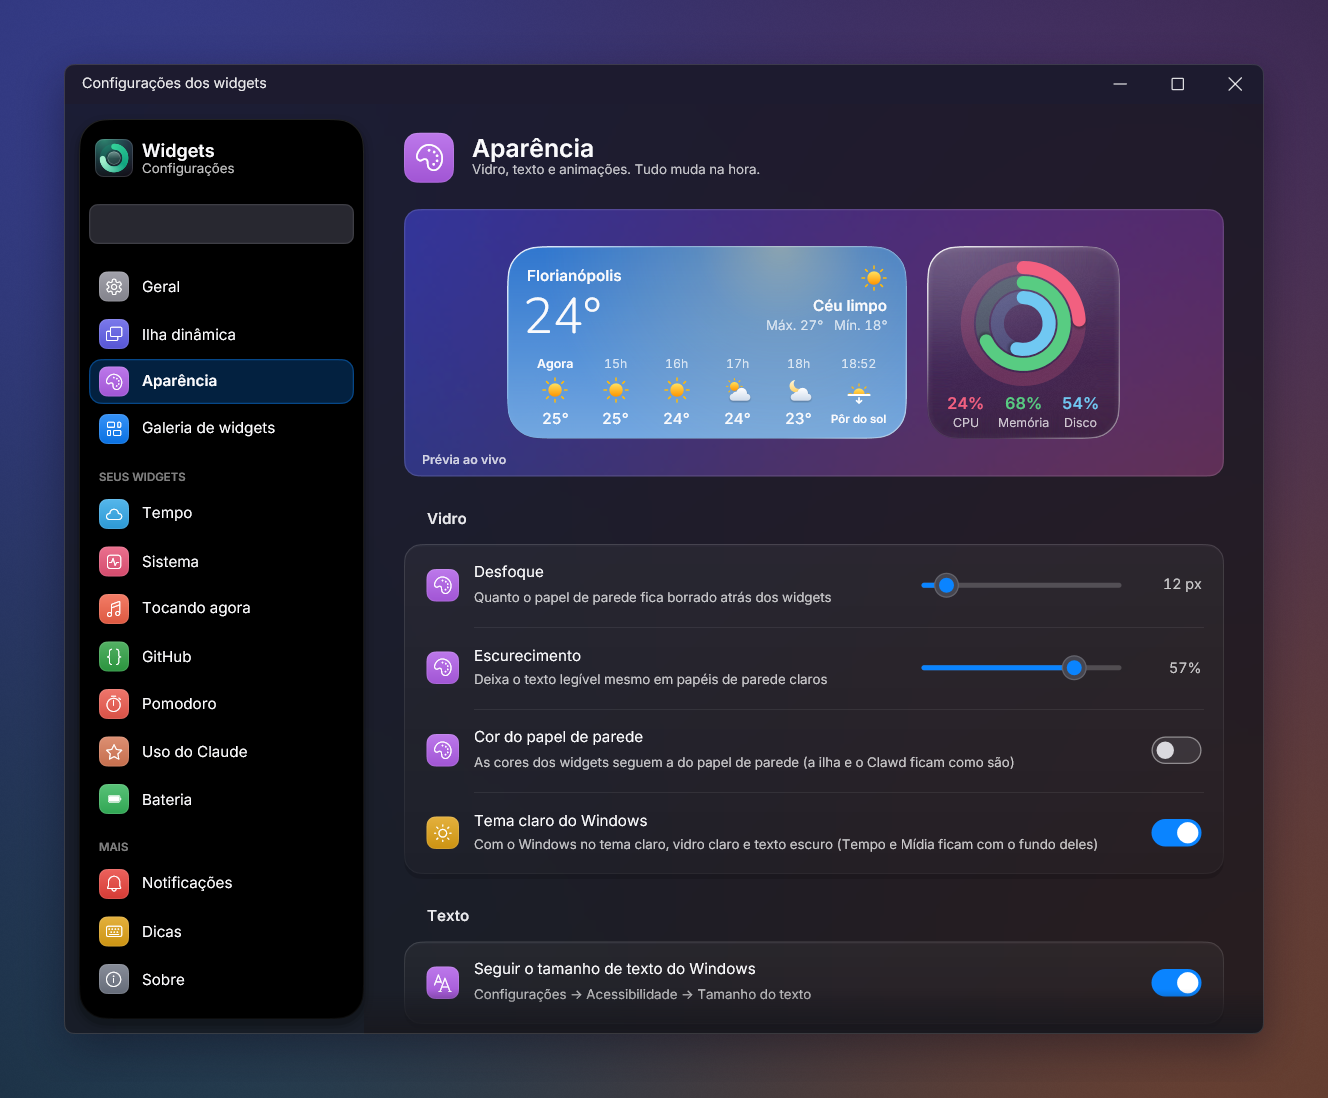 Configurações dos widgets
Widgets
Configurações
Geral
Ilha dinâmica
Aparência
Galeria de widgets
SEUS WIDGETS
Tempo
Sistema
Tocando agora
GitHub
Pomodoro
Uso do Claude
Bateria
MAIS
Notificações
Dicas
Sobre
Aparência
Vidro, texto e animações. Tudo muda na hora.
Florianópolis
24°
Céu limpo
Máx. 27° Mín. 18°
Agora 15h 16h 17h 18h 18:52
25° 25° 24° 24° 23° Pôr do sol
24% 68% 54%
CPU Memória Disco
Prévia ao vivo
Vidro
Desfoque
Quanto o papel de parede fica borrado atrás dos widgets
12 px
Escurecimento
Deixa o texto legível mesmo em papéis de parede claros
57%
Cor do papel de parede
As cores dos widgets seguem a do papel de parede (a ilha e o Clawd ficam como são)
Tema claro do Windows
Com o Windows no tema claro, vidro claro e texto escuro (Tempo e Mídia ficam com o fundo deles)
Texto
Seguir o tamanho de texto do Windows
Configurações → Acessibilidade → Tamanho do texto